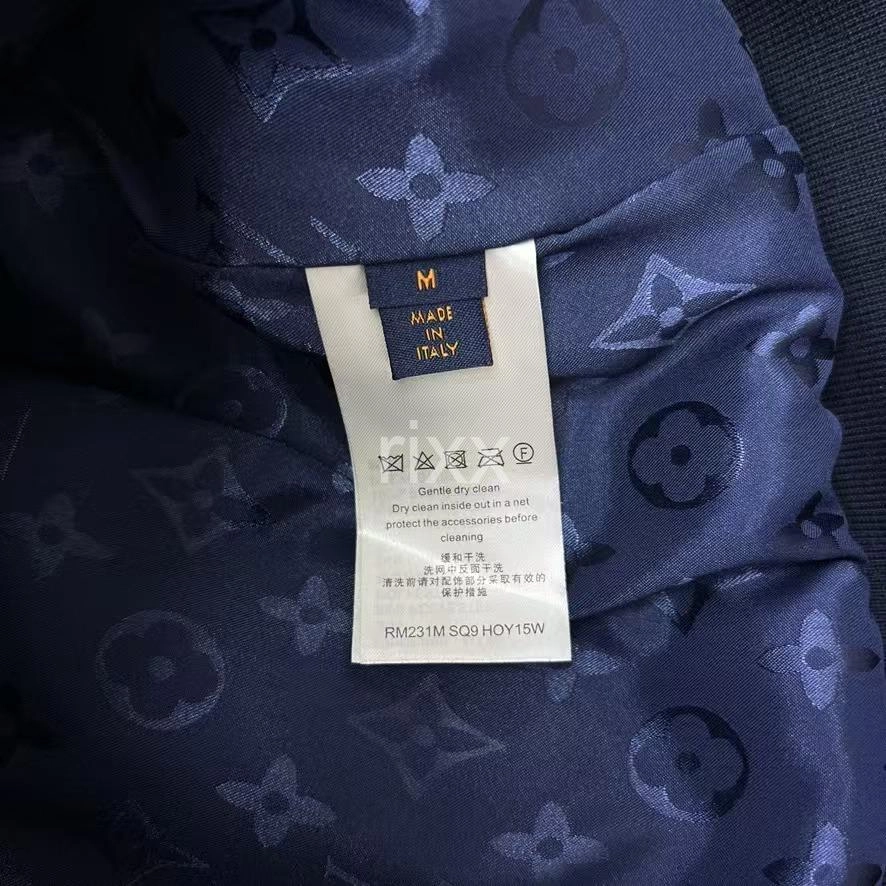 M
MADE
IN
ITALY
rixx
F
Gentle dry clean
Dry clean inside out in a net
protect the accessories before
cleaning
缓和干洗
洗网中反面干洗
清洗前请对配饰部分采取有效的
保护措施
RM231M SQ9 HOY15W